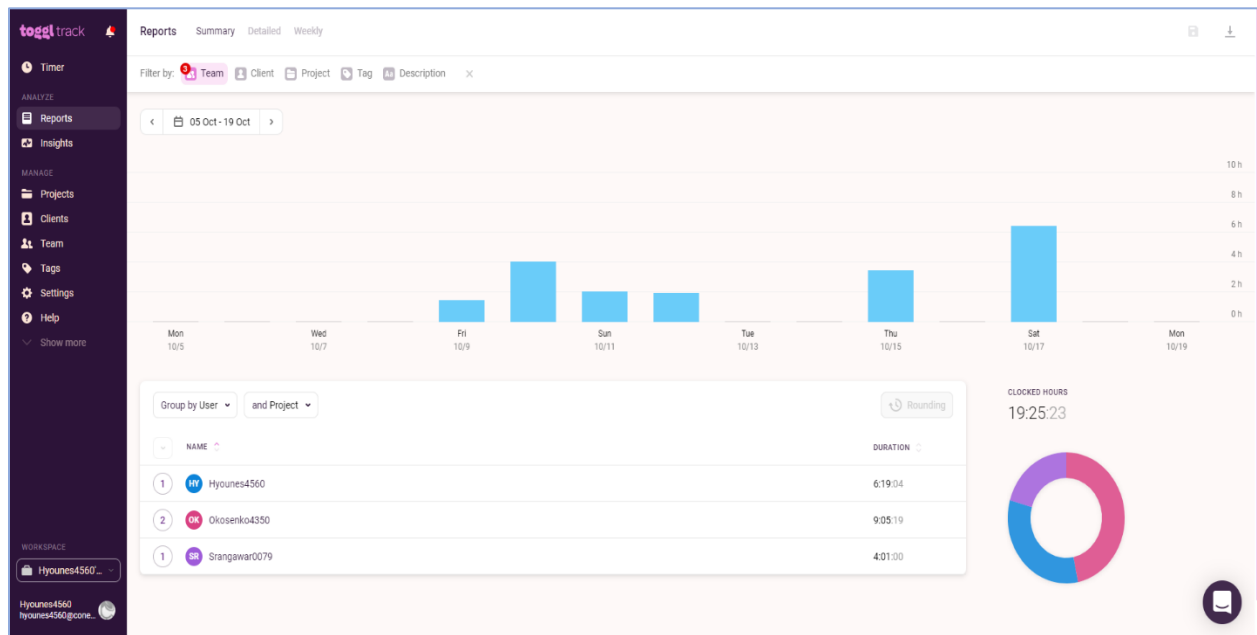 toggl track
Timer
ANALYZE
Reports
Insights
MANAGE
Projects
Clients
Team
Tags
Settings
Help
Show more
WORKSPACE
Hyounes4560'...
Hyounes4560
hyounes4560@cone...
Reports Summary Detailed Weekly
Filter by: 3 Team Client Project Tag Aa Description ×
05 Oct - 19 Oct
10 h
8 h
6 h
4 h
2 h
0 h
Mon Wed Fri Sun Tue Thu Sat Mon
10/5 10/7 10/9 10/11 10/13 10/15 10/17 10/19
Group by User and Project Rounding
NAME DURATION
1 HY Hyounes4560 6:19:04
2 OK Okosenko4350 9:05:19
1 SR Srangawar0079 4:01:00
CLOCKED HOURS
19:25:23